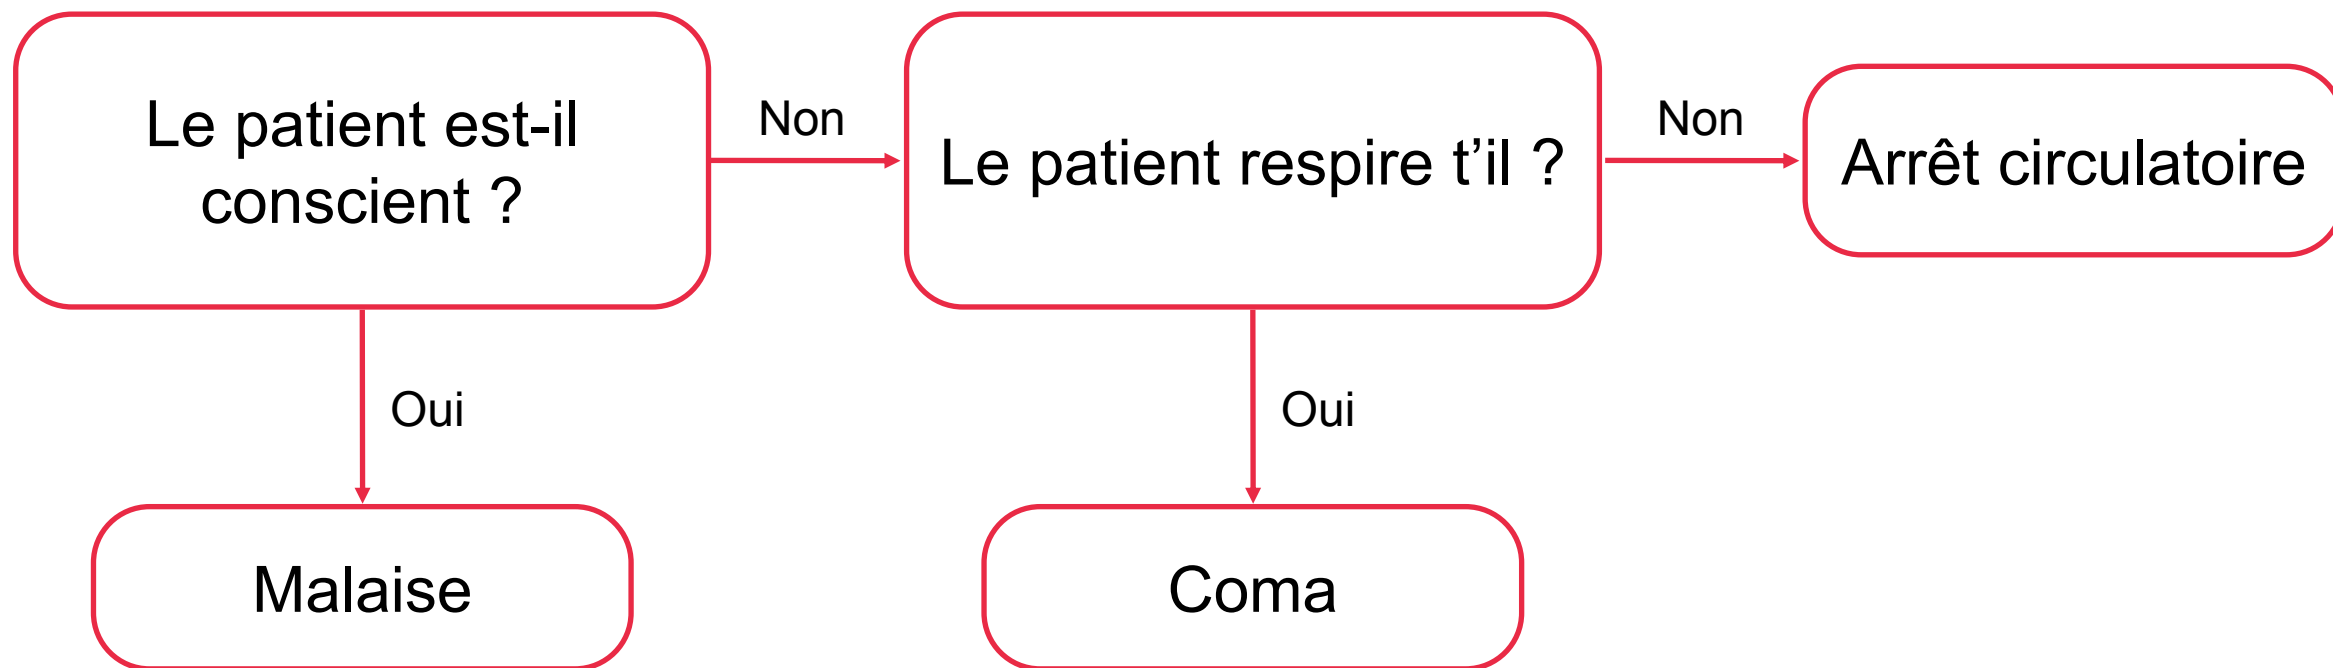 Le patient est-il
conscient ?
Non
Le patient respire t’il ?
Non
Arrêt circulatoire
Oui
Oui
Malaise
Coma